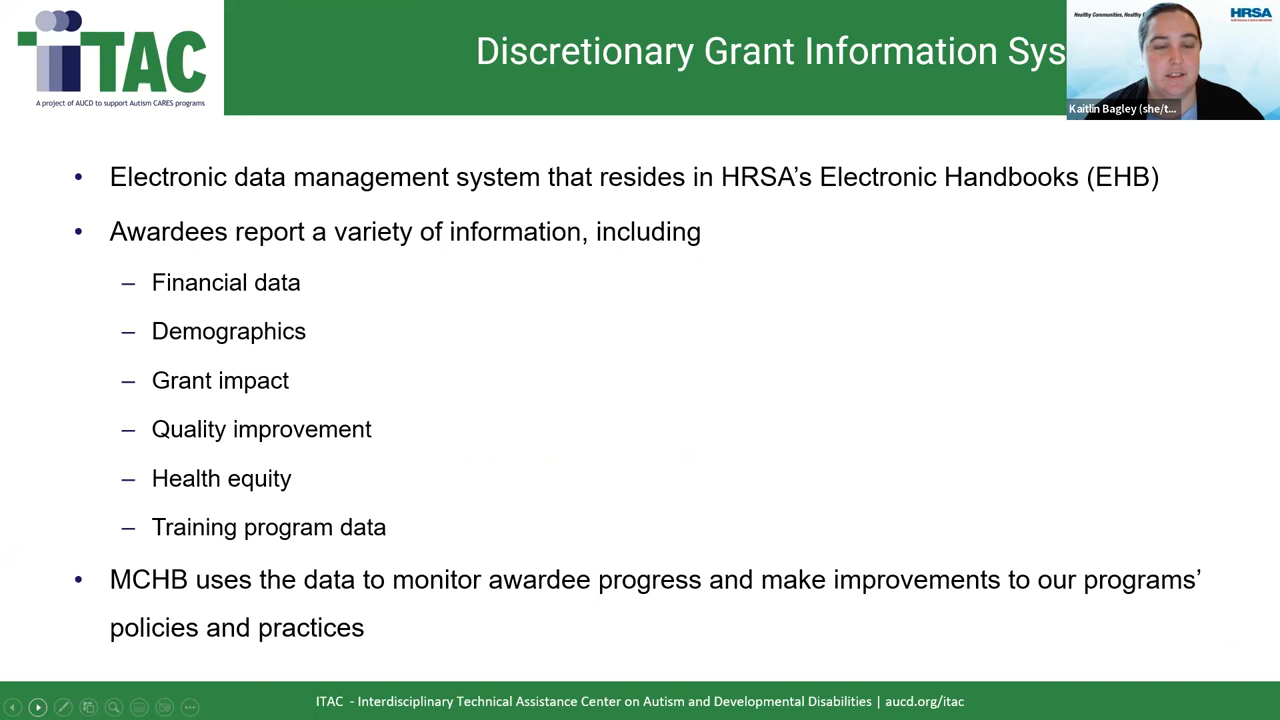 iTAC
A project of AUCD to support Autism CARES programs
Discretionary Grant Information Sys
Healthy Communities, Healthy
HRSA
Kaitlin Bagley (she/t...
• Electronic data management system that resides in HRSA’s Electronic Handbooks (EHB)
• Awardees report a variety of information, including
– Financial data
– Demographics
– Grant impact
– Quality improvement
– Health equity
– Training program data
• MCHB uses the data to monitor awardee progress and make improvements to our programs’
policies and practices
ITAC - Interdisciplinary Technical Assistance Center on Autism and Developmental Disabilities | aucd.org/itac